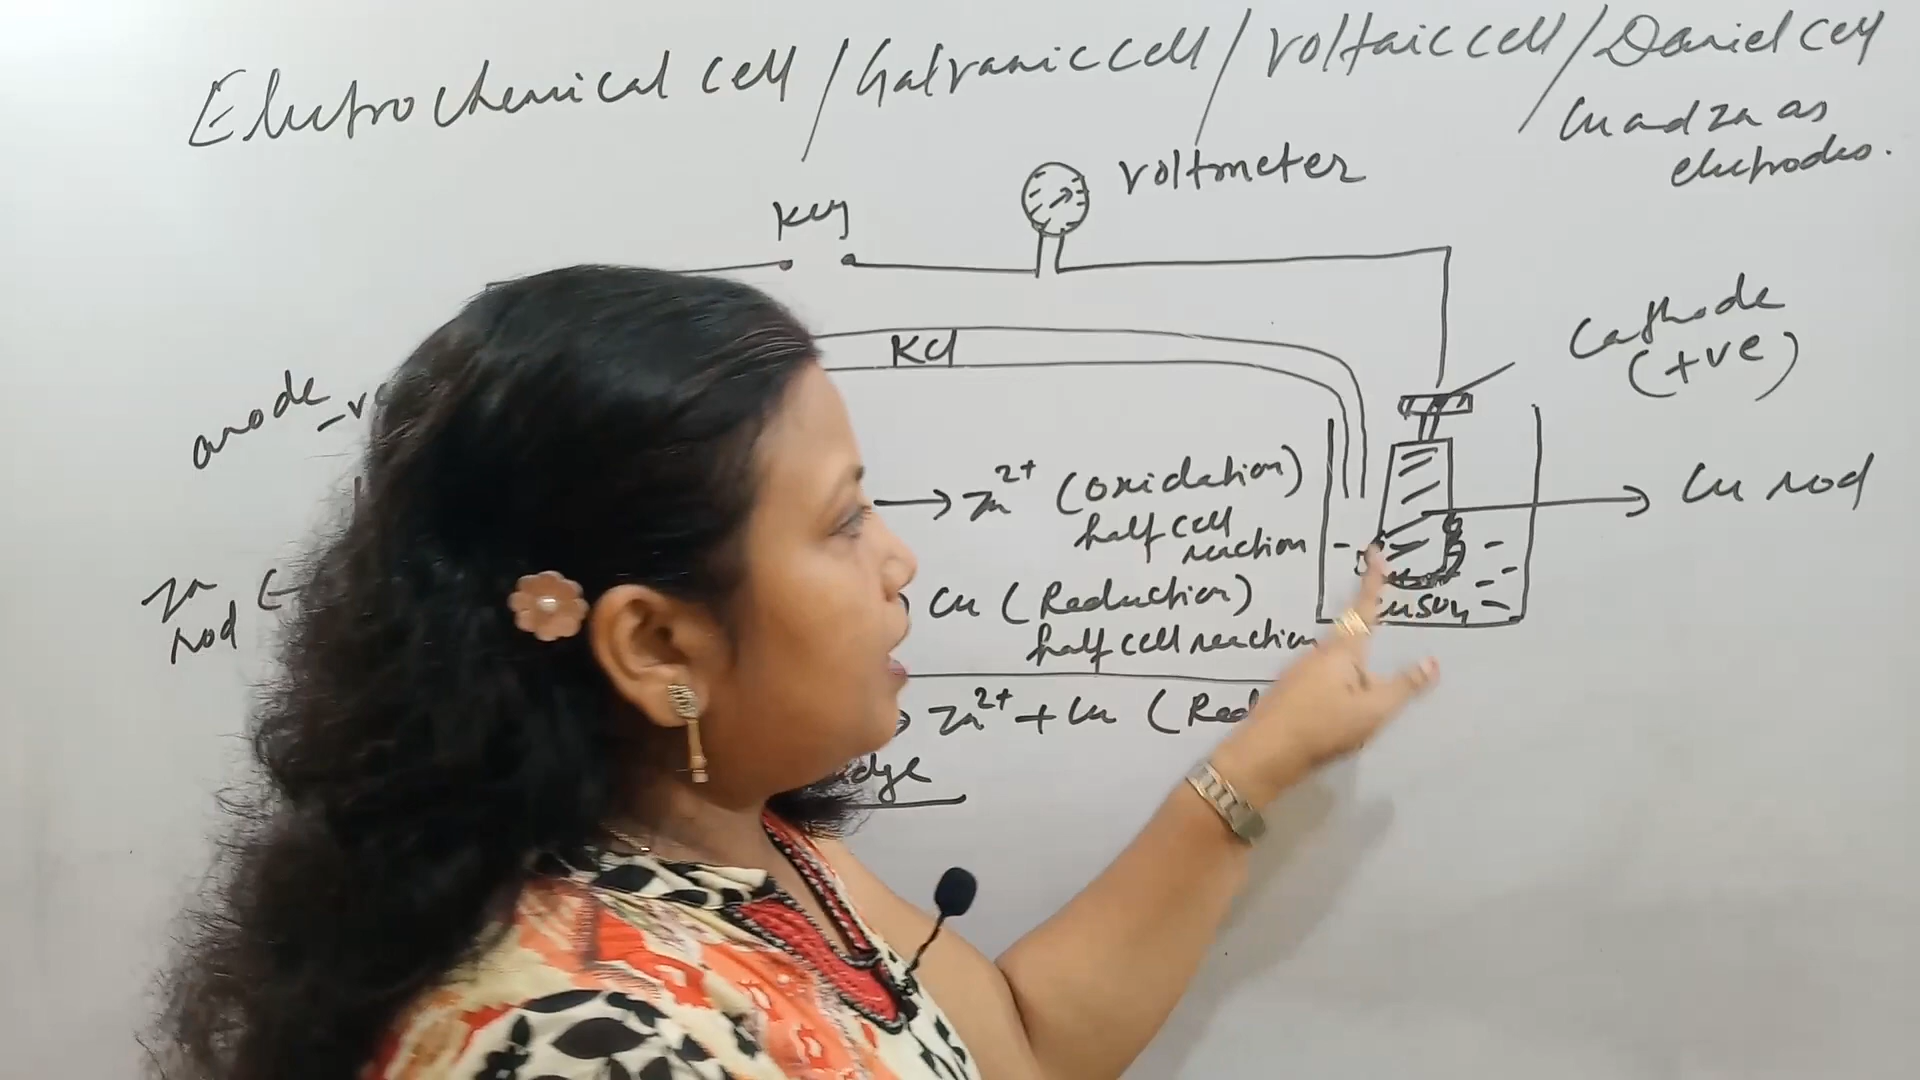 Electrochemical cell / Galvanic cell / Voltaic cell / Daniel cell
Cu and Zn as
electrodes.
Voltmeter
Key
KCl
Cathode
(+ve)
anode
Cu rod
→ Zn²⁺ (oxidation)
half cell
reaction
Cu (Reduction)
half cell reaction
CuSO₄
Zn
rod
Zn²⁺ + Cu (Red